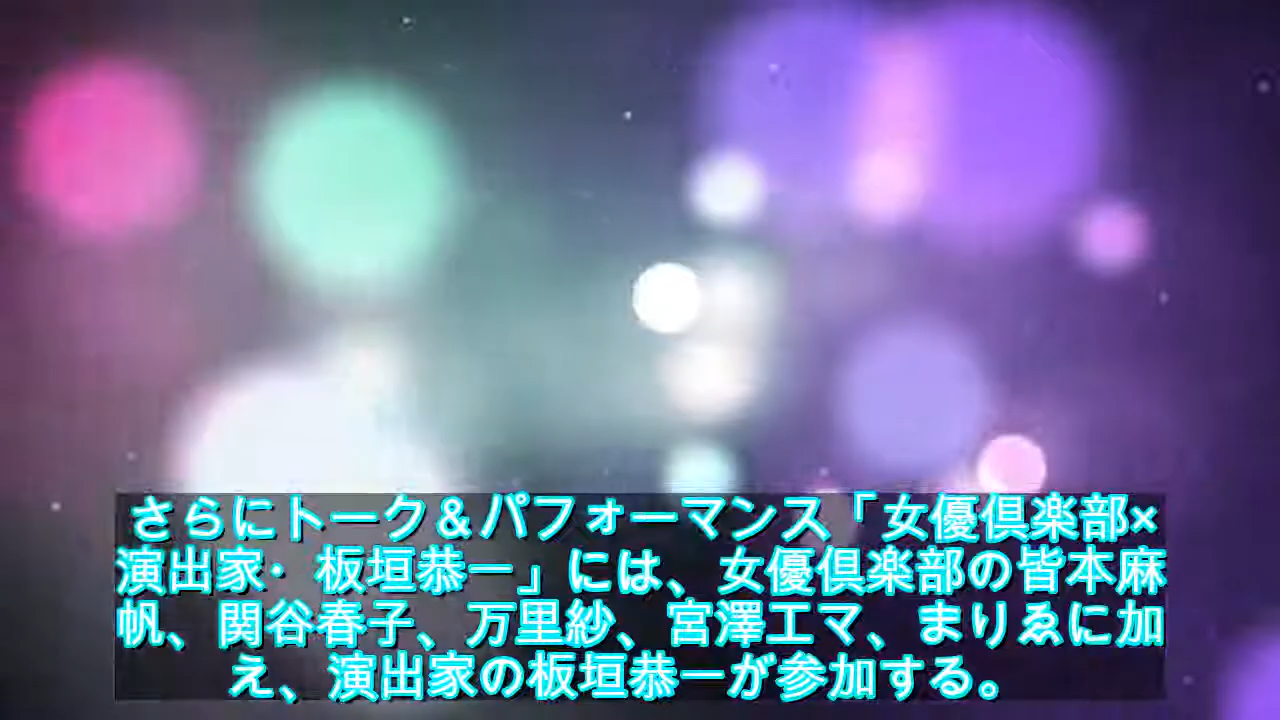 さらにトーク＆パフォーマンス「女優倶楽部×
演出家・板垣恭一」には、女優倶楽部の皆本麻
帆、関谷春子、万里紗、宮澤エマ、まりゑに加
え、演出家の板垣恭一が参加する。